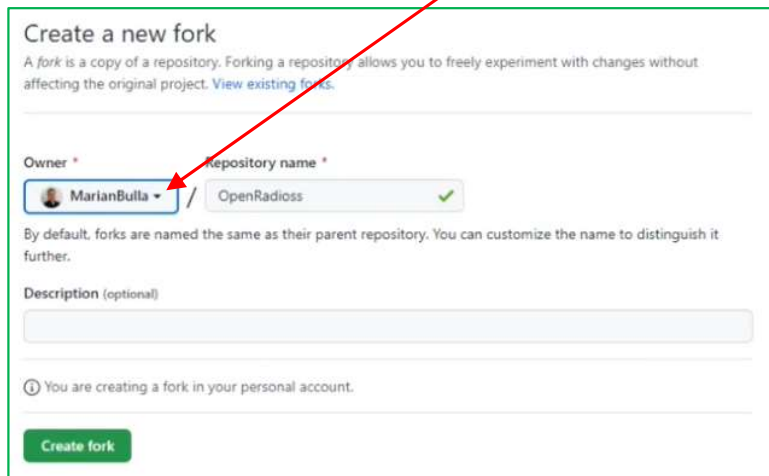 Create a new fork
A fork is a copy of a repository. Forking a repository allows you to freely experiment with changes without
affecting the original project. View existing forks.
Owner * Repository name *
MarianBulla / OpenRadioss
By default, forks are named the same as their parent repository. You can customize the name to distinguish it
further.
Description (optional)
You are creating a fork in your personal account.
Create fork